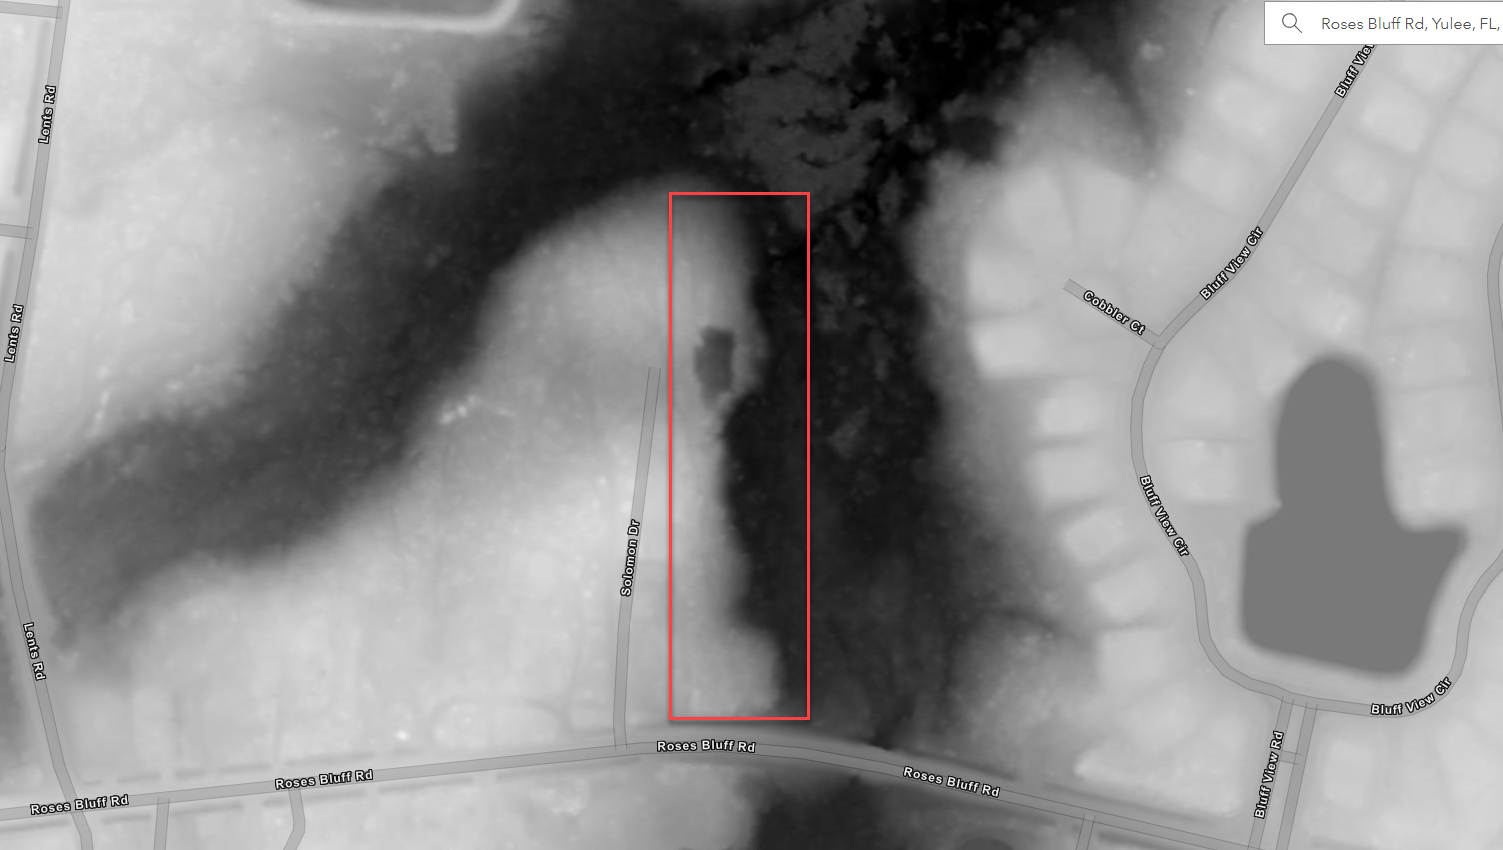 Roses Bluff Rd, Yulee, FL,
Bluff Vie
Lents Rd
Bluff View Cir
Cobbler Ct
Lents Rd
Bluff View Cir
Solomon Dr
Lents Rd
Bluff View Cir
Roses Bluff Rd
Bluff View Rd
Roses Bluff Rd
Roses Bluff Rd
Roses Bluff Rd